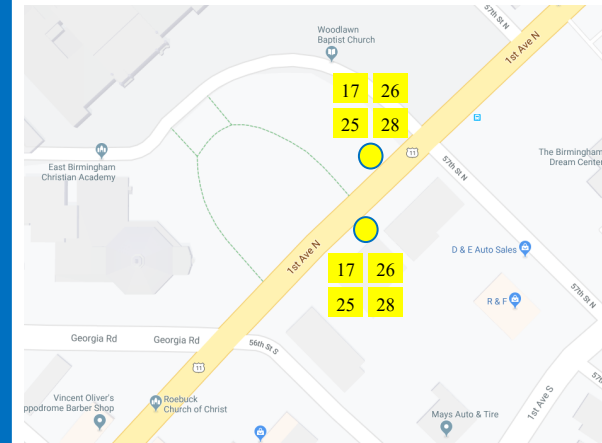 57th St N
Woodlawn
Baptist Church
1st Ave N
17 26
25 28
11
57th St N
The Birmingham
Dream Center
East Birmingham
Christian Academy
1st Ave N
D & E Auto Sales
17 26
25 28
R & F
57th St N
Georgia Rd
Georgia Rd
56th St S
11
Vincent Oliver's
ppodrome Barber Shop
Roebuck
Church of Christ
Mays Auto & Tire
1st Ave S
57t